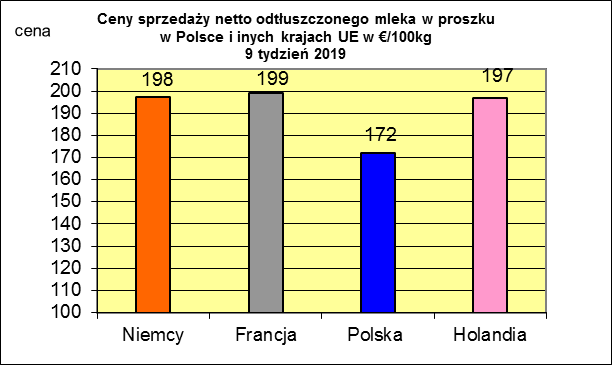 Ceny sprzedaży netto odtłuszczonego mleka w proszku
w Polsce i inych krajach UE w €/100kg
9 tydzień 2019
cena
210
200
190
180
170
160
150
140
130
120
110
100
198
199
172
197
Niemcy
Francja
Polska
Holandia